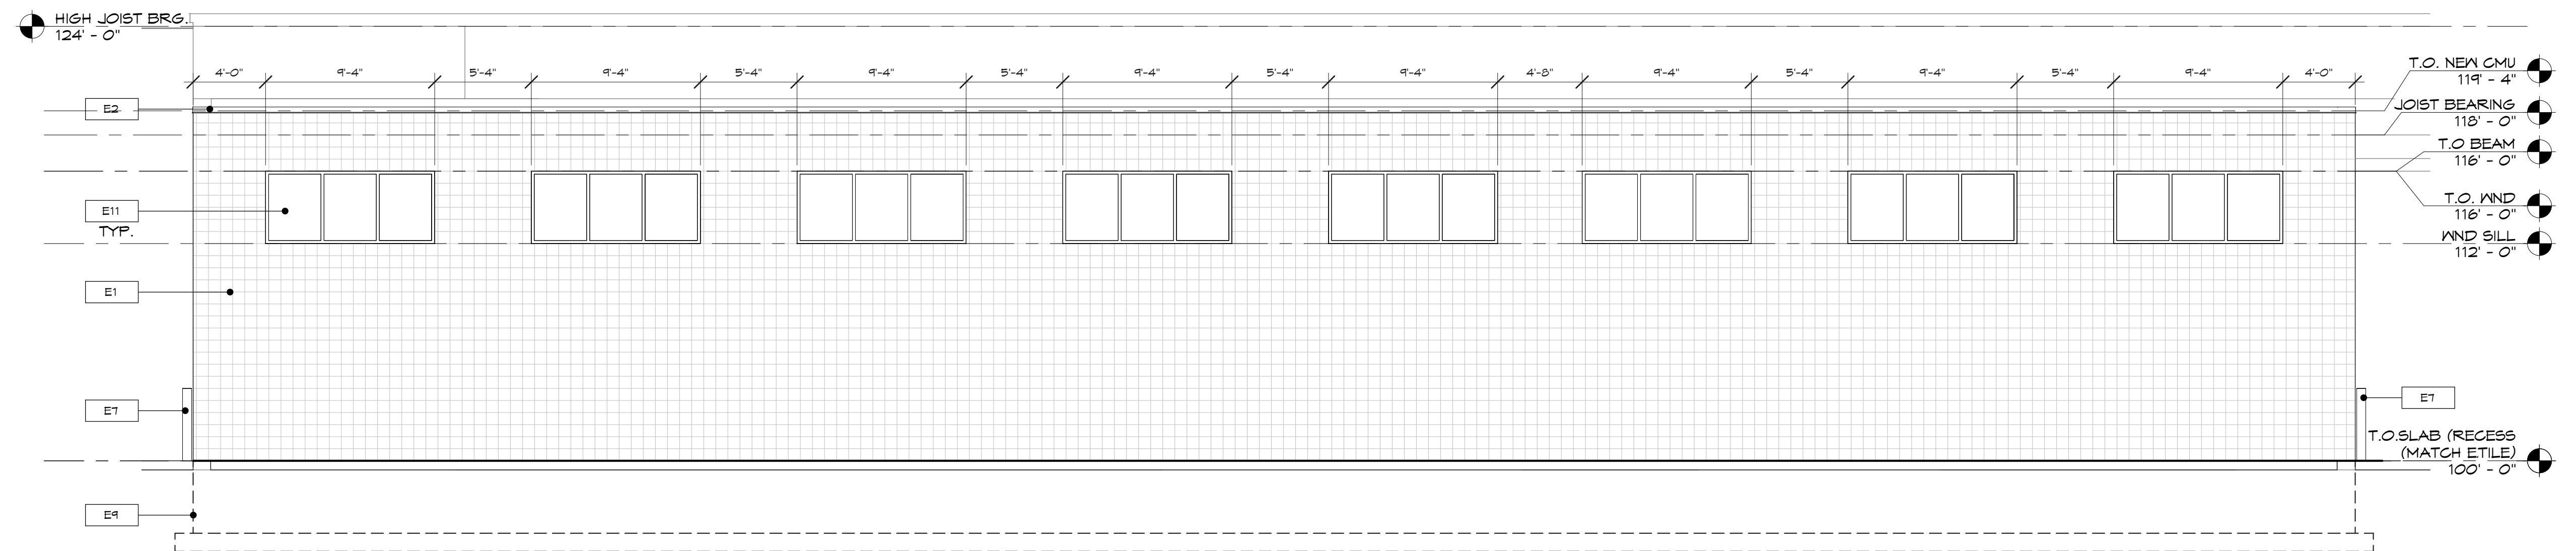 HIGH JOIST BRG.
124' - 0"
4'-0"
9'-4"
5'-4"
9'-4"
5'-4"
9'-4"
5'-4"
9'-4"
5'-4"
9'-4"
4'-8"
9'-4"
5'-4"
9'-4"
5'-4"
9'-4"
4'-0"
T.O. NEW CMU
119' - 4"
E2
JOIST BEARING
118' - 0"
T.O BEAM
116' - 0"
E11
TYP.
T.O. WND
116' - 0"
WND SILL
112' - 0"
E1
E7
E7
T.O.SLAB (RECESS
(MATCH ETILE)
100' - 0"
E9